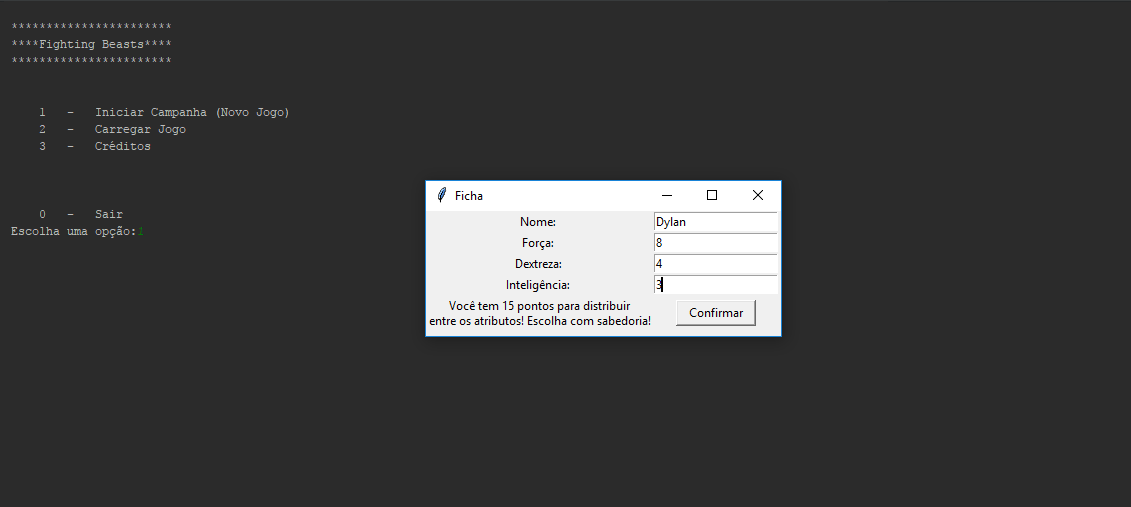 ***********************
****Fighting Beasts****
***********************
1 - Iniciar Campanha (Novo Jogo)
2 - Carregar Jogo
3 - Créditos
0 - Sair
Escolha uma opção:1
Ficha
Nome: Dylan
Força: 8
Dextreza: 4
Inteligência: 3
Você tem 15 pontos para distribuir
entre os atributos! Escolha com sabedoria!
Confirmar